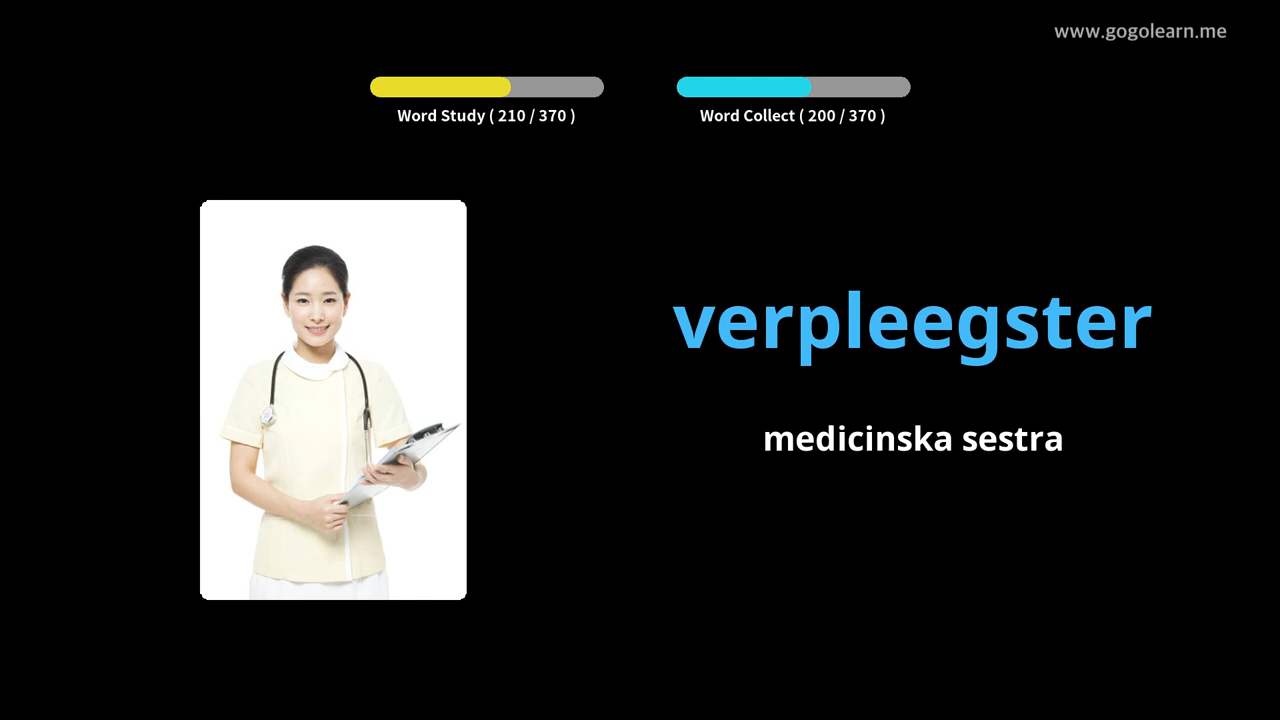 www.gogolearn.me
Word Study ( 210 / 370 )
Word Collect ( 200 / 370 )
verpleegster
medicinska sestra